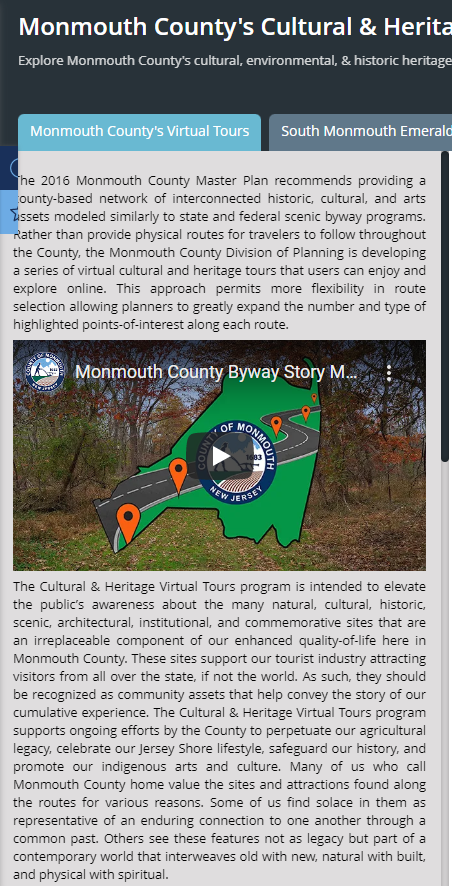 Monmouth County's Cultural & Herita
Explore Monmouth County's cultural, environmental, & historic heritage
Monmouth County's Virtual Tours
South Monmouth Emerald
The 2016 Monmouth County Master Plan recommends providing a
county-based network of interconnected historic, cultural, and arts
assets modeled similarly to state and federal scenic byway programs.
Rather than provide physical routes for travelers to follow throughout
the County, the Monmouth County Division of Planning is developing
a series of virtual cultural and heritage tours that users can enjoy and
explore online. This approach permits more flexibility in route
selection allowing planners to greatly expand the number and type of
highlighted points-of-interest along each route.
Monmouth County Byway Story M...
COUNTY OF MONMOUTH
1683
NEW JERSEY
The Cultural & Heritage Virtual Tours program is intended to elevate
the public's awareness about the many natural, cultural, historic,
scenic, architectural, institutional, and commemorative sites that are
an irreplaceable component of our enhanced quality-of-life here in
Monmouth County. These sites support our tourist industry attracting
visitors from all over the state, if not the world. As such, they should
be recognized as community assets that help convey the story of our
cumulative experience. The Cultural & Heritage Virtual Tours program
supports ongoing efforts by the County to perpetuate our agricultural
legacy, celebrate our Jersey Shore lifestyle, safeguard our history, and
promote our indigenous arts and culture. Many of us who call
Monmouth County home value the sites and attractions found along
the routes for various reasons. Some of us find solace in them as
representative of an enduring connection to one another through a
common past. Others see these features not as legacy but part of a
contemporary world that interweaves old with new, natural with built,
and physical with spiritual.